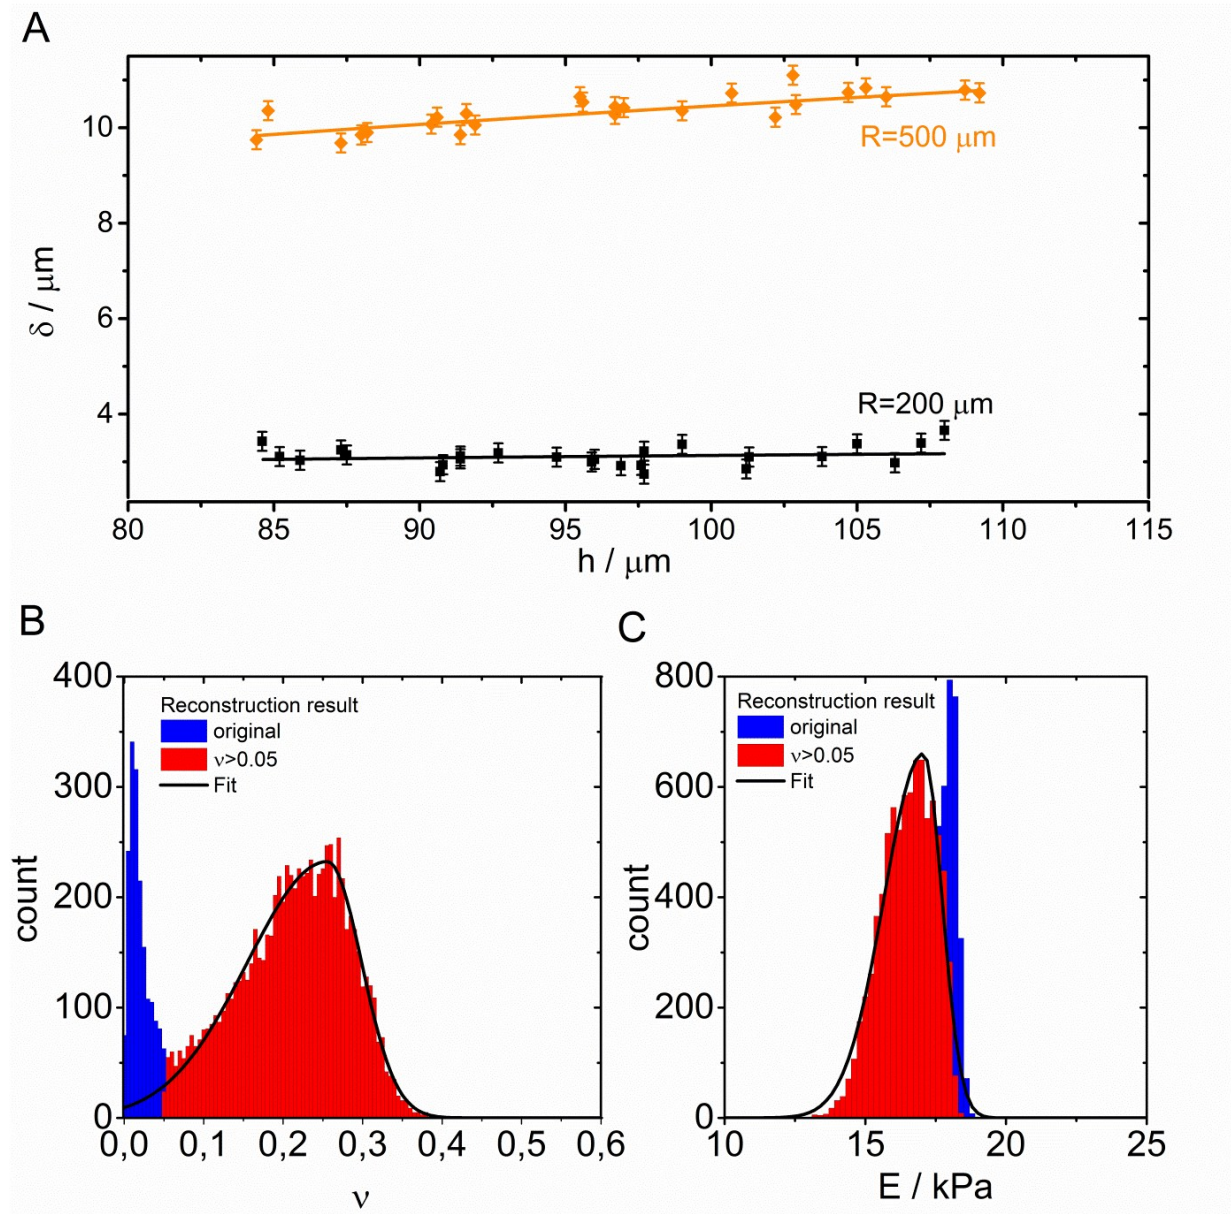 A
10
8
6
4
δ / μm
R=500 μm
R=200 μm
80 85 90 95 100 105 110 115
h / μm
B
400
300
200
100
0
count
Reconstruction result
original
ν>0.05
Fit
0,0 0,1 0,2 0,3 0,4 0,5 0,6
ν
C
800
600
400
200
0
count
Reconstruction result
original
ν>0.05
Fit
10 15 20 25
E / kPa